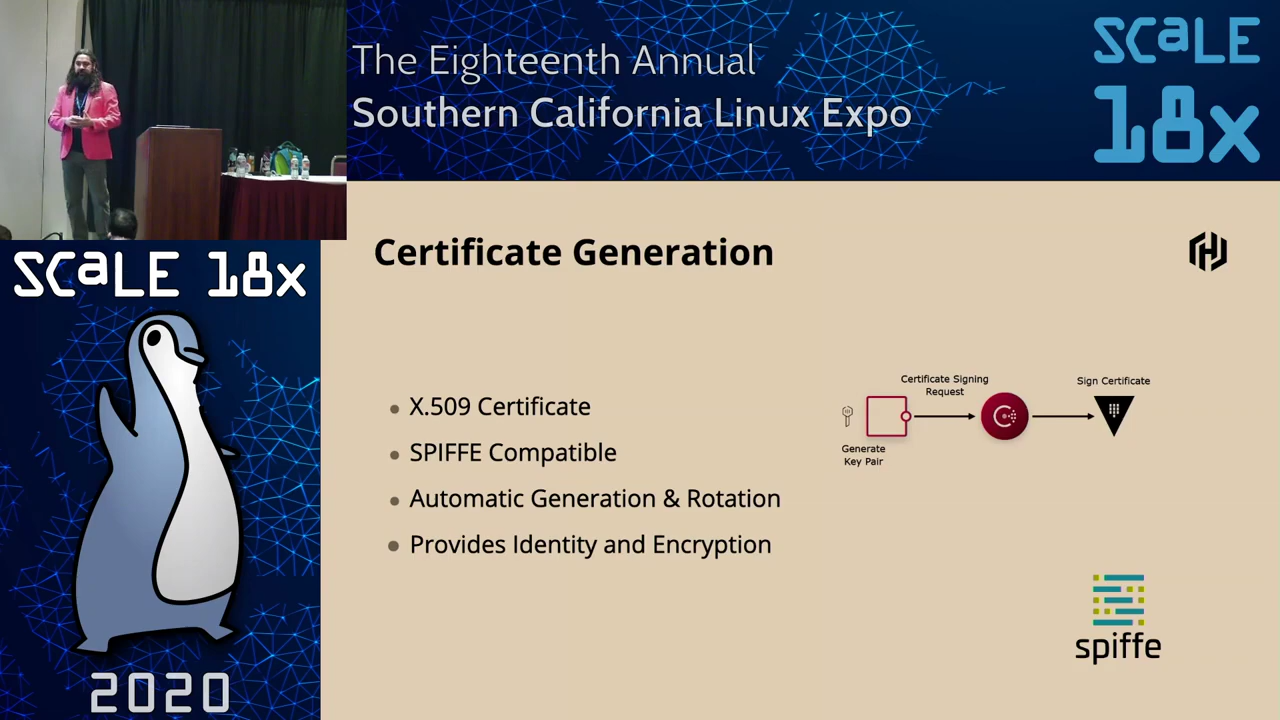 The Eighteenth Annual
Southern California Linux Expo
SCaLE
18x
SCaLE 18x
2020
Certificate Generation
X.509 Certificate
SPIFFE Compatible
Automatic Generation & Rotation
Provides Identity and Encryption
Certificate Signing
Request
Sign Certificate
Generate
Key Pair
spiffe